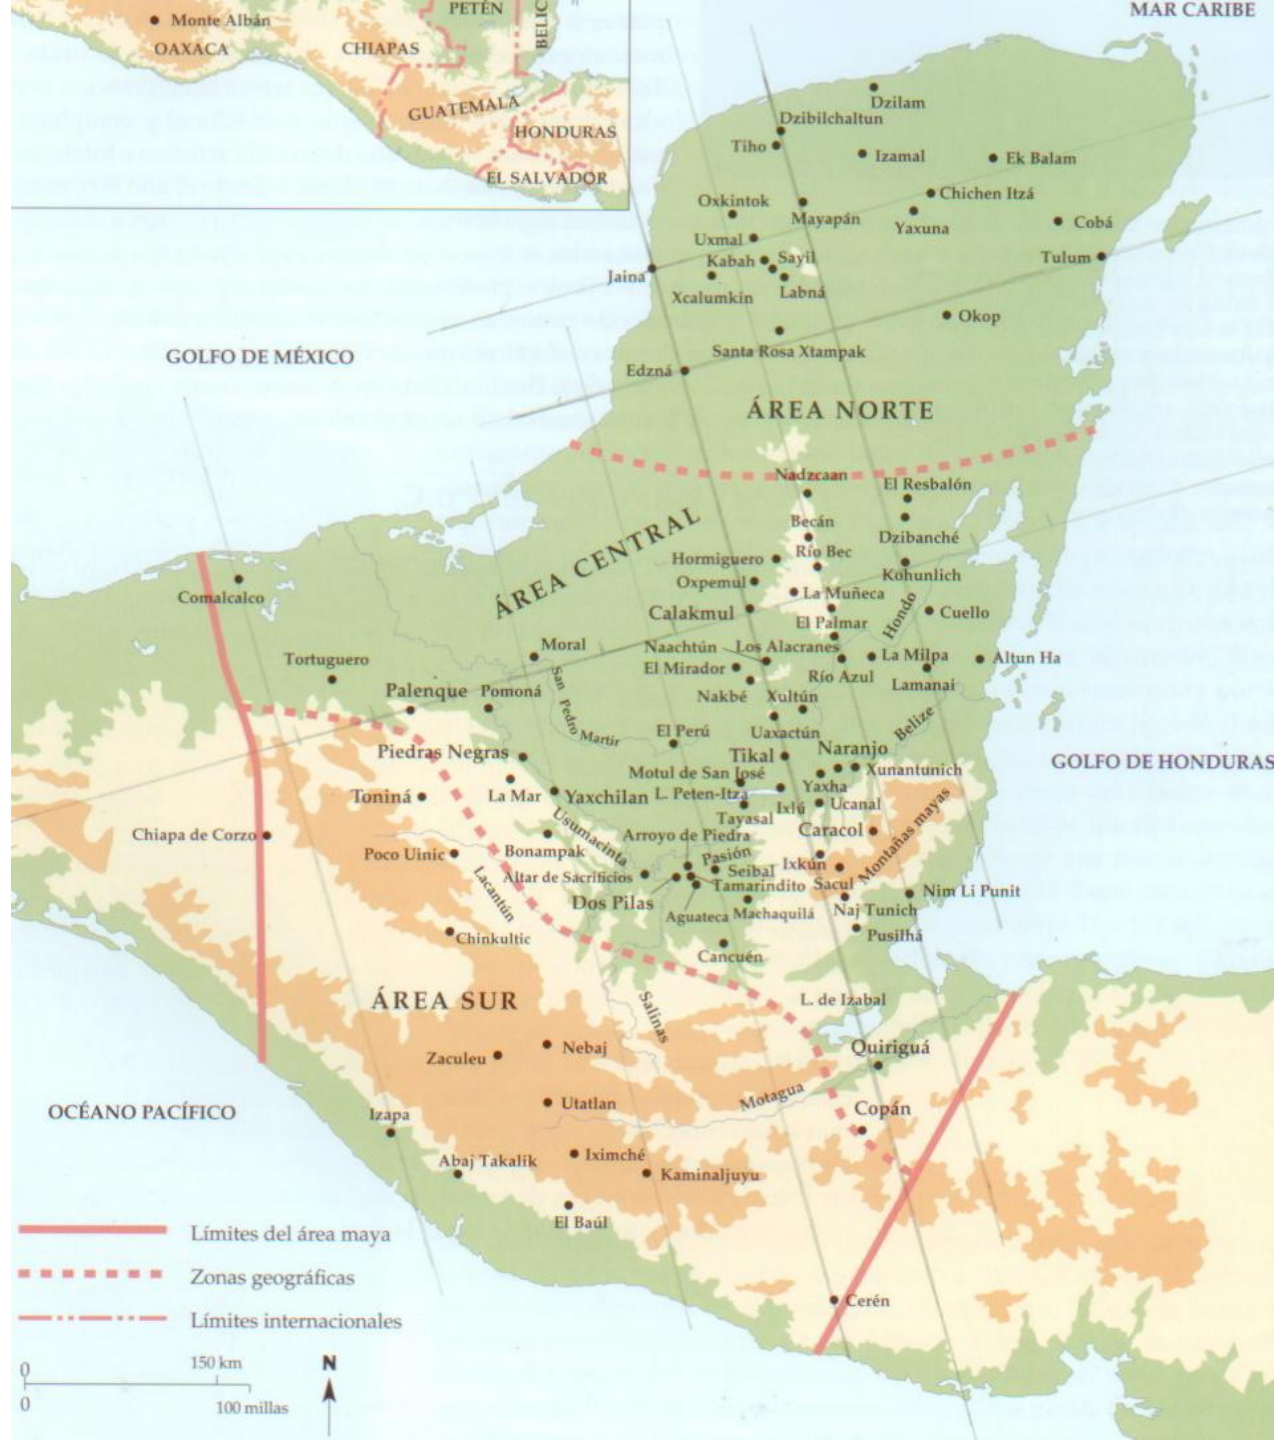 PETÉN
MAR CARIBE
Monte Albán
OAXACA
CHIAPAS
BELIC
GUATEMALA
HONDURAS
EL SALVADOR
Dzilam
Dzibilchaltun
Tiho
Izamal
Ek Balam
Chichen Itzá
Oxkintok
Mayapán
Yaxuna
Cobá
Uxmal
Kabah
Sayil
Tulum
Jaina
Xcalumkin
Labná
Okop
Santa Rosa Xtampak
GOLFO DE MÉXICO
Edzná
ÁREA NORTE
Nadzcaan
El Resbalón
Becán
Dzibanché
ÁREA CENTRAL
Hormiguero
Río Bec
Kohunlich
Oxpemul
La Muñeca
Comalcalco
Calakmul
El Palmar
Hondo
Cuello
Moral
Naachtún
Los Alacranes
La Milpa
Altun Ha
Tortuguero
El Mirador
Río Azul
Lamanai
Palenque
Pomoná
San Pedro Martir
Nakbé
Xultún
El Perú
Uaxactún
Belize
Piedras Negras
Tikal
Naranjo
Xunantunich
GOLFO DE HONDURAS
Motul de San José
Toniná
La Mar
Yaxchilan
L. Peten-Itza
Yaxha
Ixlú
Ucanal
Tayasal
Chiapa de Corzo
Usumacinta
Arroyo de Piedra
Caracol
Montañas mayas
Poco Uinic
Bonampak
Pasión
Ixkún
Lacantún
Altar de Sacrificios
Seibal
Tamarindito
Sacul
Nim Li Punit
Dos Pilas
Aguateca
Machaquilá
Naj Tunich
Chinkultic
Pusilhá
Cancuén
ÁREA SUR
Salinas
L. de Izabal
Zaculeu
Nebaj
Quiriguá
OCÉANO PACÍFICO
Izapa
Utatlan
Motagua
Copán
Abaj Takalik
Iximché
Kaminaljuyu
El Baúl
Límites del área maya
Zonas geográficas
Cerén
Límites internacionales
0
150 km
N
0
100 millas